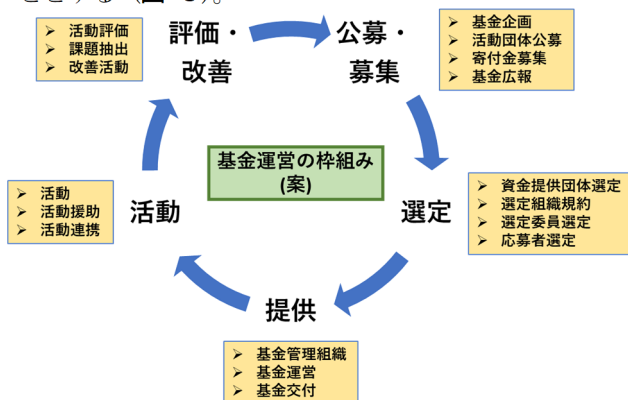 評価・
改善
➢ 活動評価
➢ 課題抽出
➢ 改善活動
公募・
募集
➢ 基金企画
➢ 活動団体公募
➢ 寄付金募集
➢ 基金広報
基金運営の枠組み
(案)
選定
➢ 資金提供団体選定
➢ 選定組織規約
➢ 選定委員選定
➢ 応募者選定
提供
➢ 基金管理組織
➢ 基金運営
➢ 基金交付
活動
➢ 活動
➢ 活動援助
➢ 活動連携